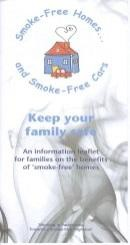 Smoke-Free Homes...
and Smoke-Free Cars
Keep your
family safe
An information leaflet
for families on the benefits
of 'smoke-free' homes